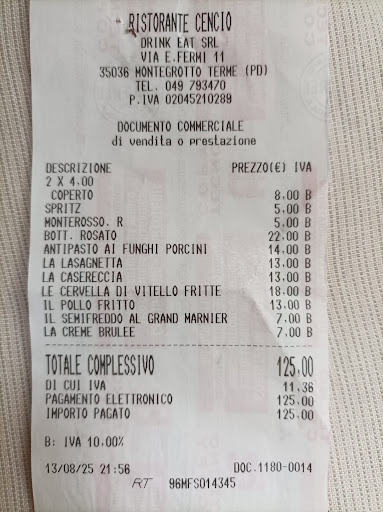 RISTORANTE CENCIO
DRINK EAT SRL
VIA E.FERMI 11
35036 MONTEGROTTO TERME (PD)
TEL. 049 793470
P.IVA 02045210289
DOCUMENTO COMMERCIALE
di vendita o prestazione
DESCRIZIONE PREZZO(€) IVA
2 X 4,00
COPERTO 8,00 B
SPRITZ 5,00 B
MONTEROSSO. R 5,00 B
BOTT. ROSATO 22,00 B
ANTIPASTO AI FUNGHI PORCINI 14,00 B
LA LASAGNETTA 13,00 B
LA CASERECCIA 13,00 B
LE CERVELLA DI VITELLO FRITTE 18,00 B
IL POLLO FRITTO 13,00 B
IL SEMIFREDDO AL GRAND MARNIER 7,00 B
LA CREME BRULEE 7,00 B
TOTALE COMPLESSIVO 125,00
DI CUI IVA 11,36
PAGAMENTO ELETTRONICO 125,00
IMPORTO PAGATO 125,00
B: IVA 10,00%
13/08/25 21:56 DOC.1180-0014
RT 96MFS014345